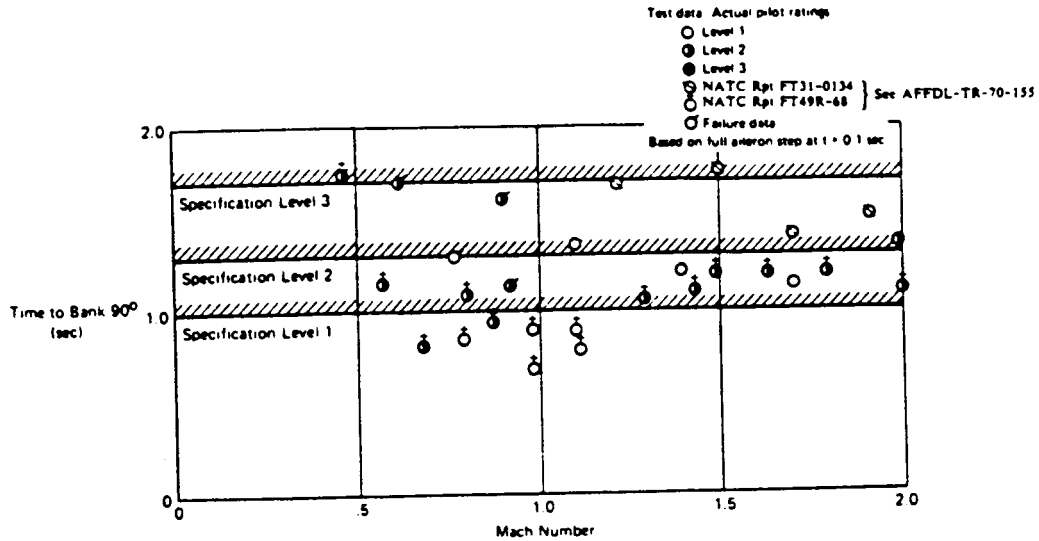 Test data Actual pilot ratings
Level 1
Level 2
Level 3
NATC Rpt FT31-0134
NATC Rpt FT49R-68
See AFFDL-TR-70-155
Failure data
Based on full aileron step at t = 0.1 sec
2.0
Specification Level 3
Specification Level 2
Time to Bank 90°
(sec)
1.0
Specification Level 1
0
0
.5
1.0
1.5
2.0
Mach Number